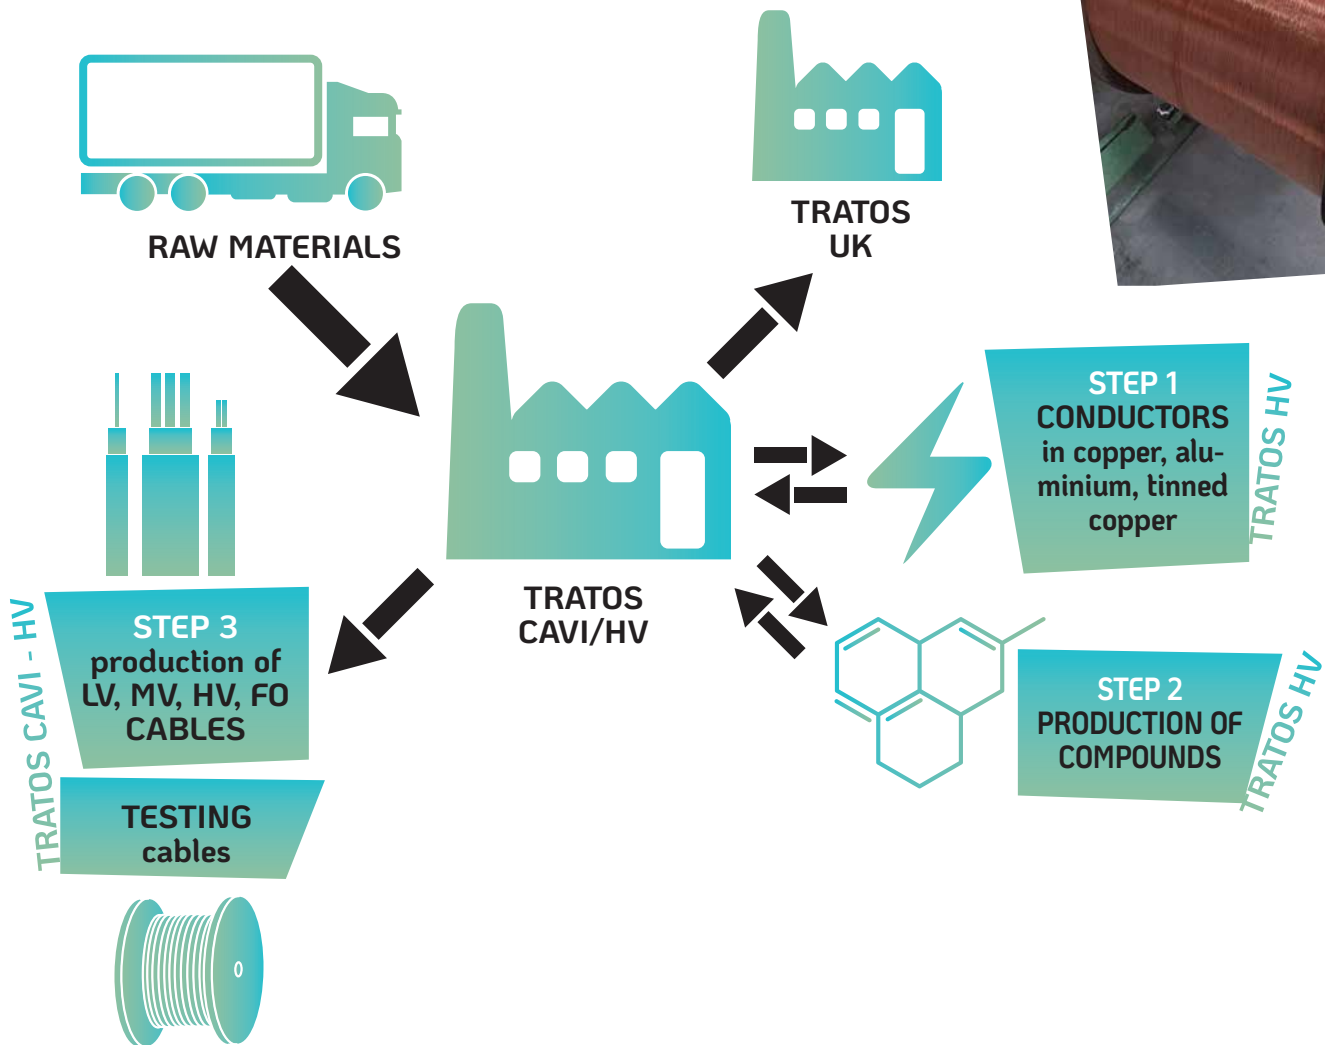 RAW MATERIALS
TRATOS
UK
TRATOS
CAVI/HV
STEP 1
CONDUCTORS
in copper, alu-
minium, tinned
copper
TRATOS HV
STEP 2
PRODUCTION OF
COMPOUNDS
TRATOS HV
STEP 3
production of
LV, MV, HV, FO
CABLES
TESTING
cables
TRATOS CAVI - HV